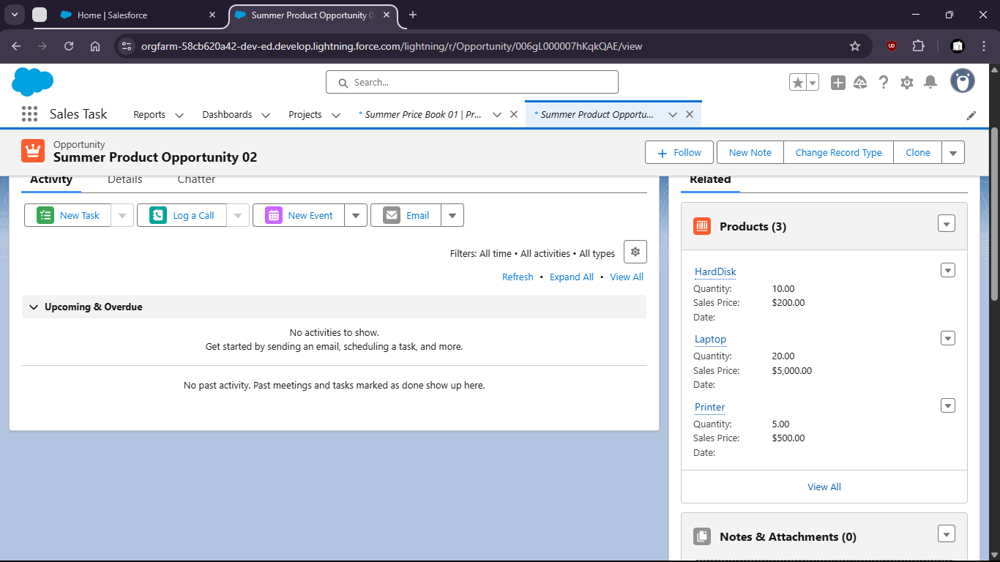 Home | Salesforce
Summer Product Opportunity 0
orgfarm-58cb620a42-dev-ed.develop.lightning.force.com/lightning/r/Opportunity/006gL000007hKqkQAE/view
Search...
Sales Task
Reports
Dashboards
Projects
* Summer Price Book 01 | Pr...
* Summer Product Opportu...
Opportunity
Summer Product Opportunity 02
Follow
New Note
Change Record Type
Clone
Activity
Details
Chatter
Related
New Task
Log a Call
New Event
Email
Filters: All time • All activities • All types
Refresh • Expand All • View All
Upcoming & Overdue
No activities to show.
Get started by sending an email, scheduling a task, and more.
No past activity. Past meetings and tasks marked as done show up here.
Products (3)
HardDisk
Quantity: 10.00
Sales Price: $200.00
Date:
Laptop
Quantity: 20.00
Sales Price: $5,000.00
Date:
Printer
Quantity: 5.00
Sales Price: $500.00
Date:
View All
Notes & Attachments (0)